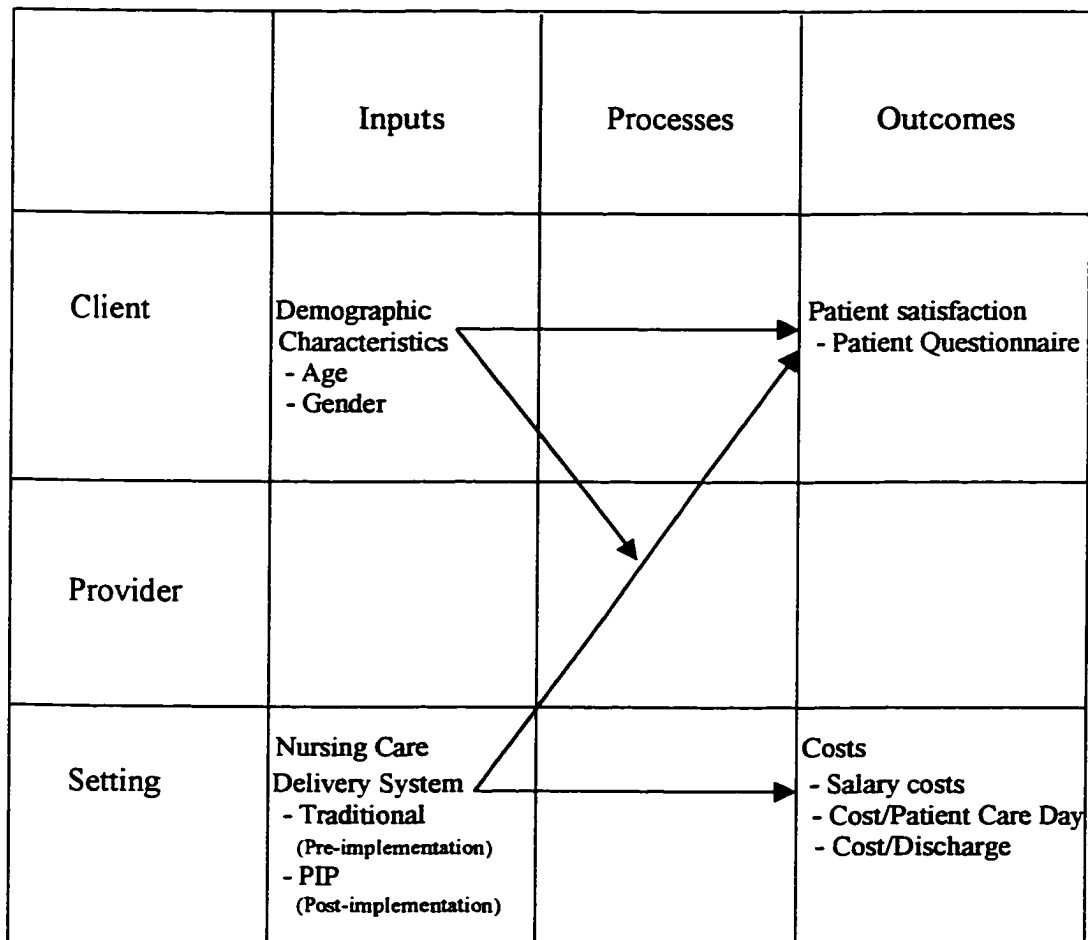 Inputs
Processes
Outcomes
Client
Demographic
Characteristics
- Age
- Gender
Patient satisfaction
- Patient Questionnaire
Provider
Setting
Nursing Care
Delivery System
- Traditional
(Pre-implementation)
- PIP
(Post-implementation)
Costs
- Salary costs
- Cost/Patient Care Day
- Cost/Discharge